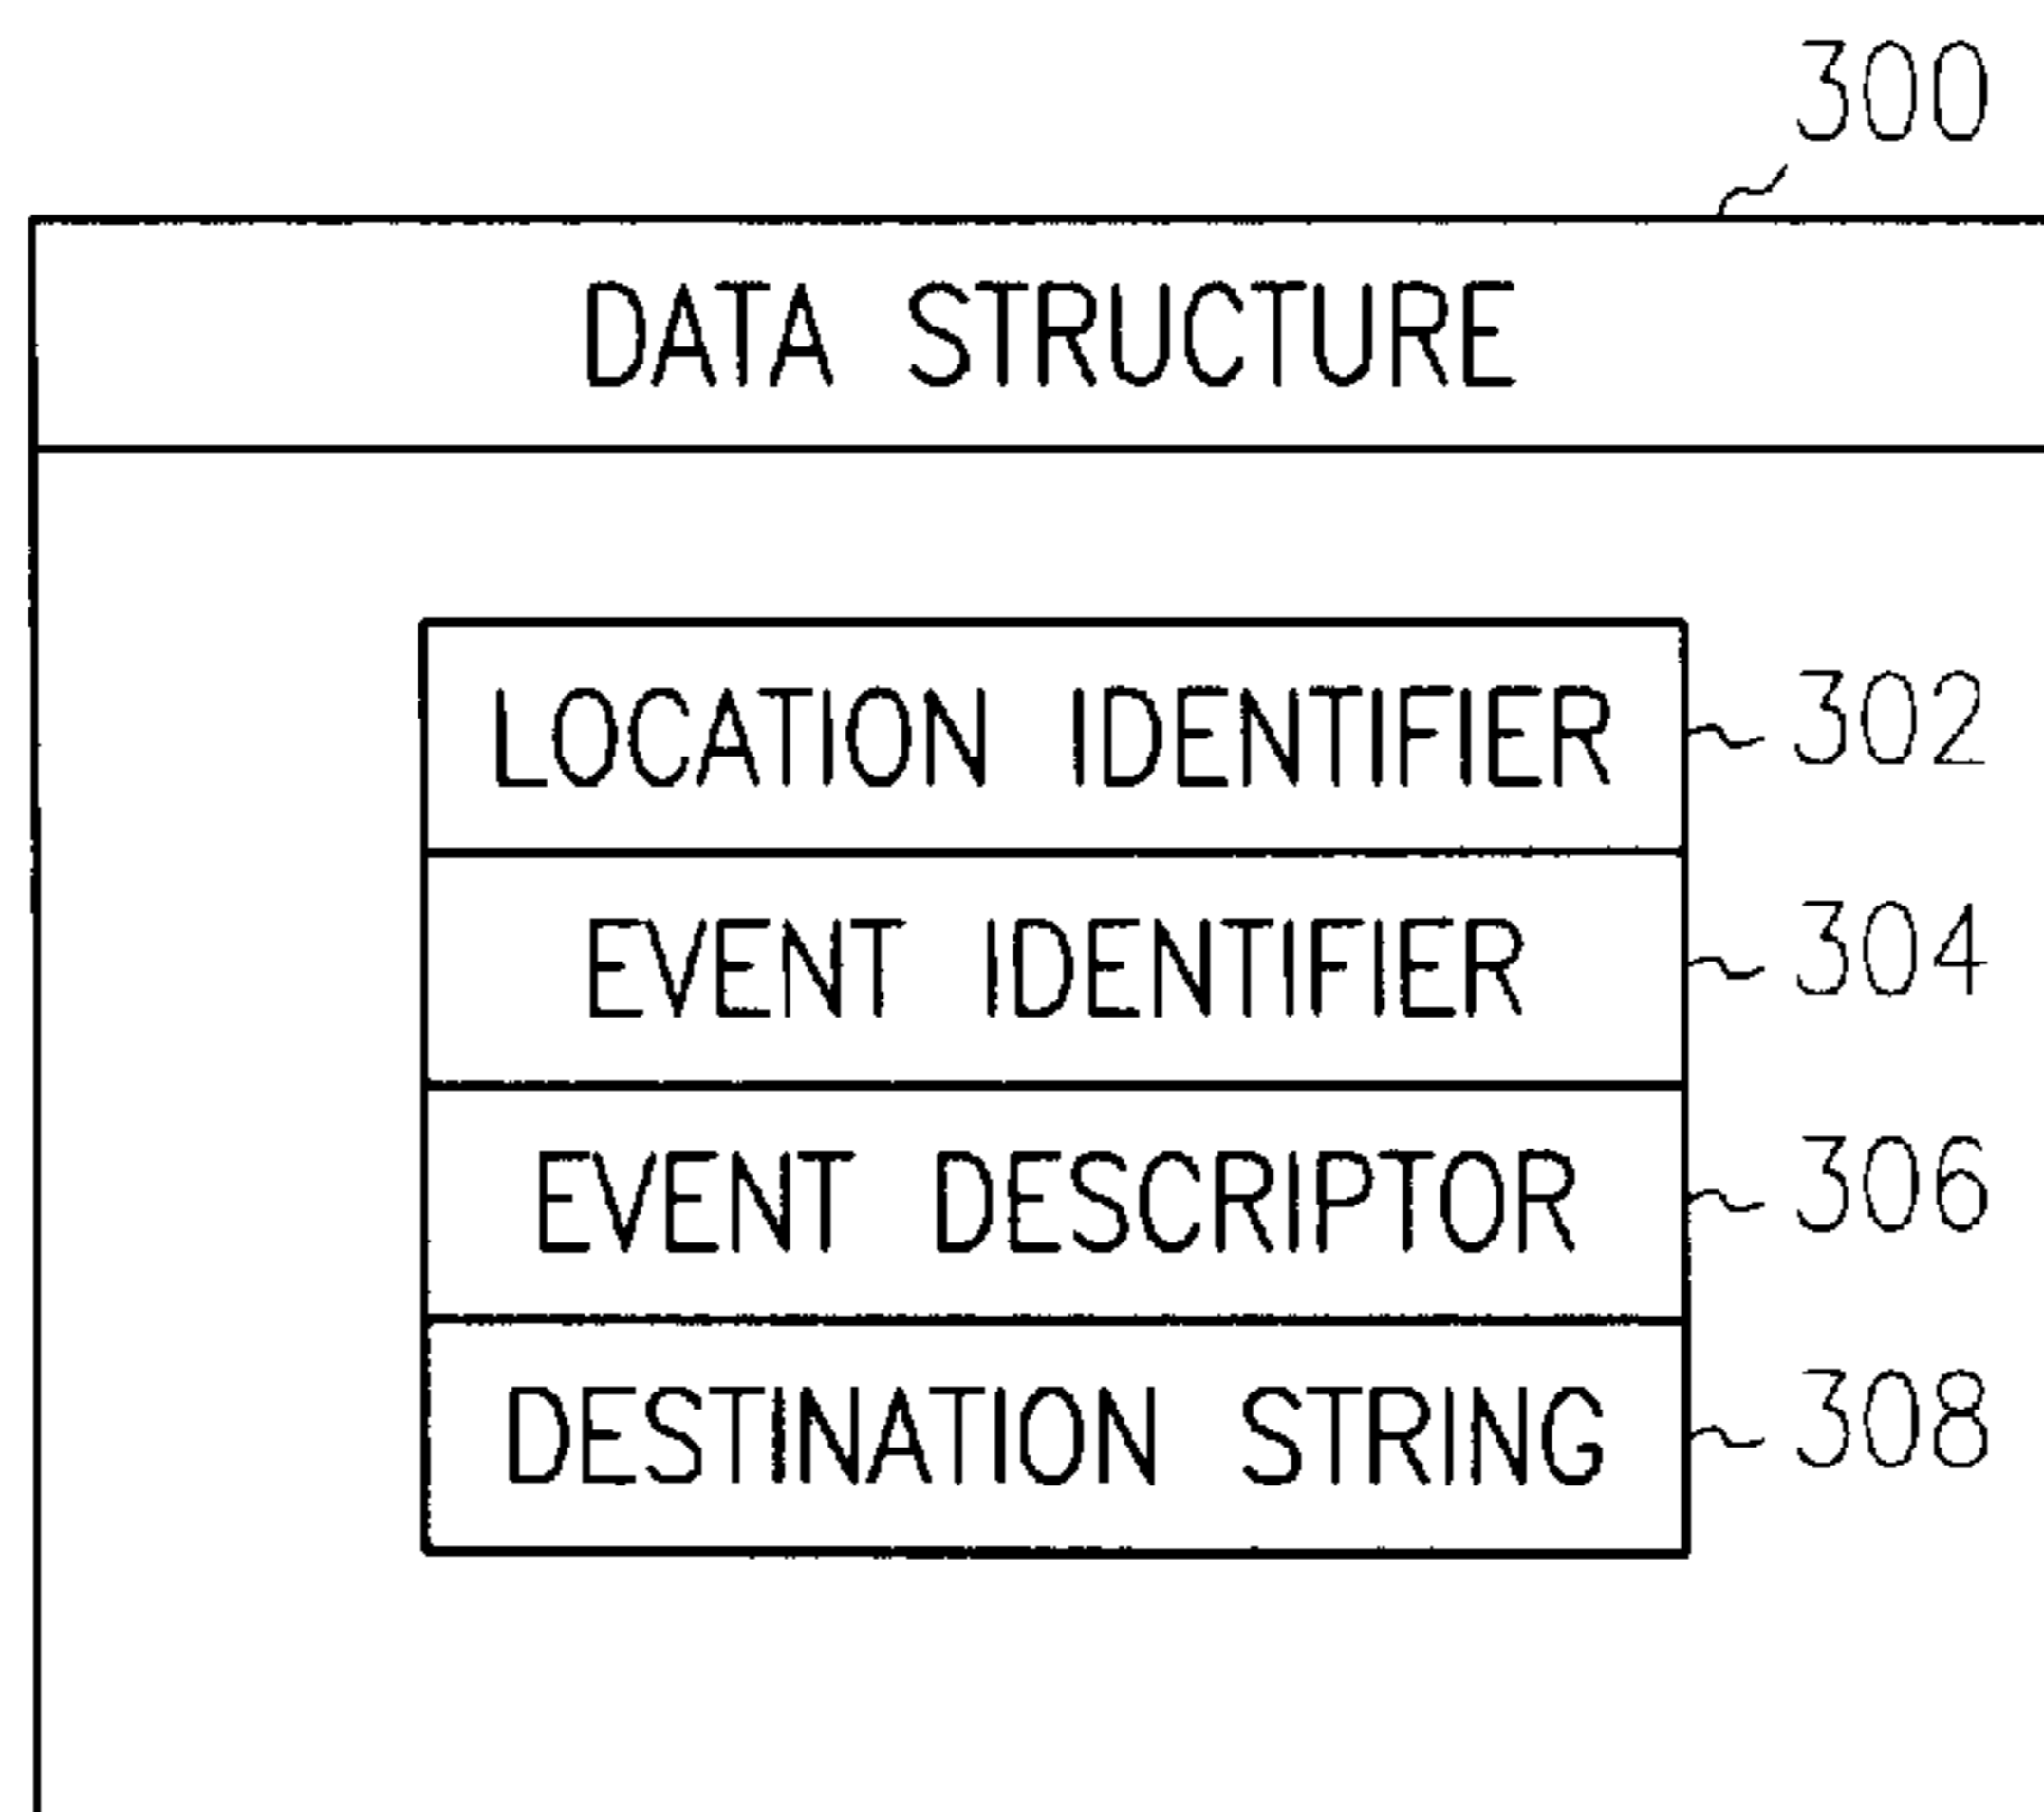 300
DATA STRUCTURE
LOCATION IDENTIFIER 302
EVENT IDENTIFIER 304
EVENT DESCRIPTOR 306
DESTINATION STRING 308